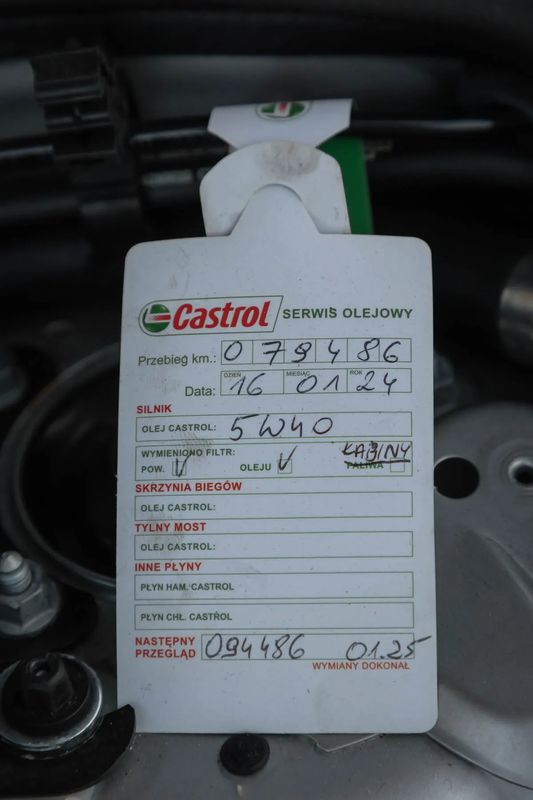 Castrol SERWIS OLEJOWY
Przebieg km.: 079486
DZIEŃ MIESIĄC ROK
Data: 16 01 24
SILNIK
OLEJ CASTROL: 5W40
WYMIENIONO FILTR:
POW. V OLEJU V KABINY PALIWA
SKRZYNIA BIEGÓW
OLEJ CASTROL:
TYLNY MOST
OLEJ CASTROL:
INNE PŁYNY
PŁYN HAM. CASTROL
PŁYN CHŁ. CASTROL
NASTĘPNY PRZEGLĄD 094486 01.25
WYMIANY DOKONAŁ